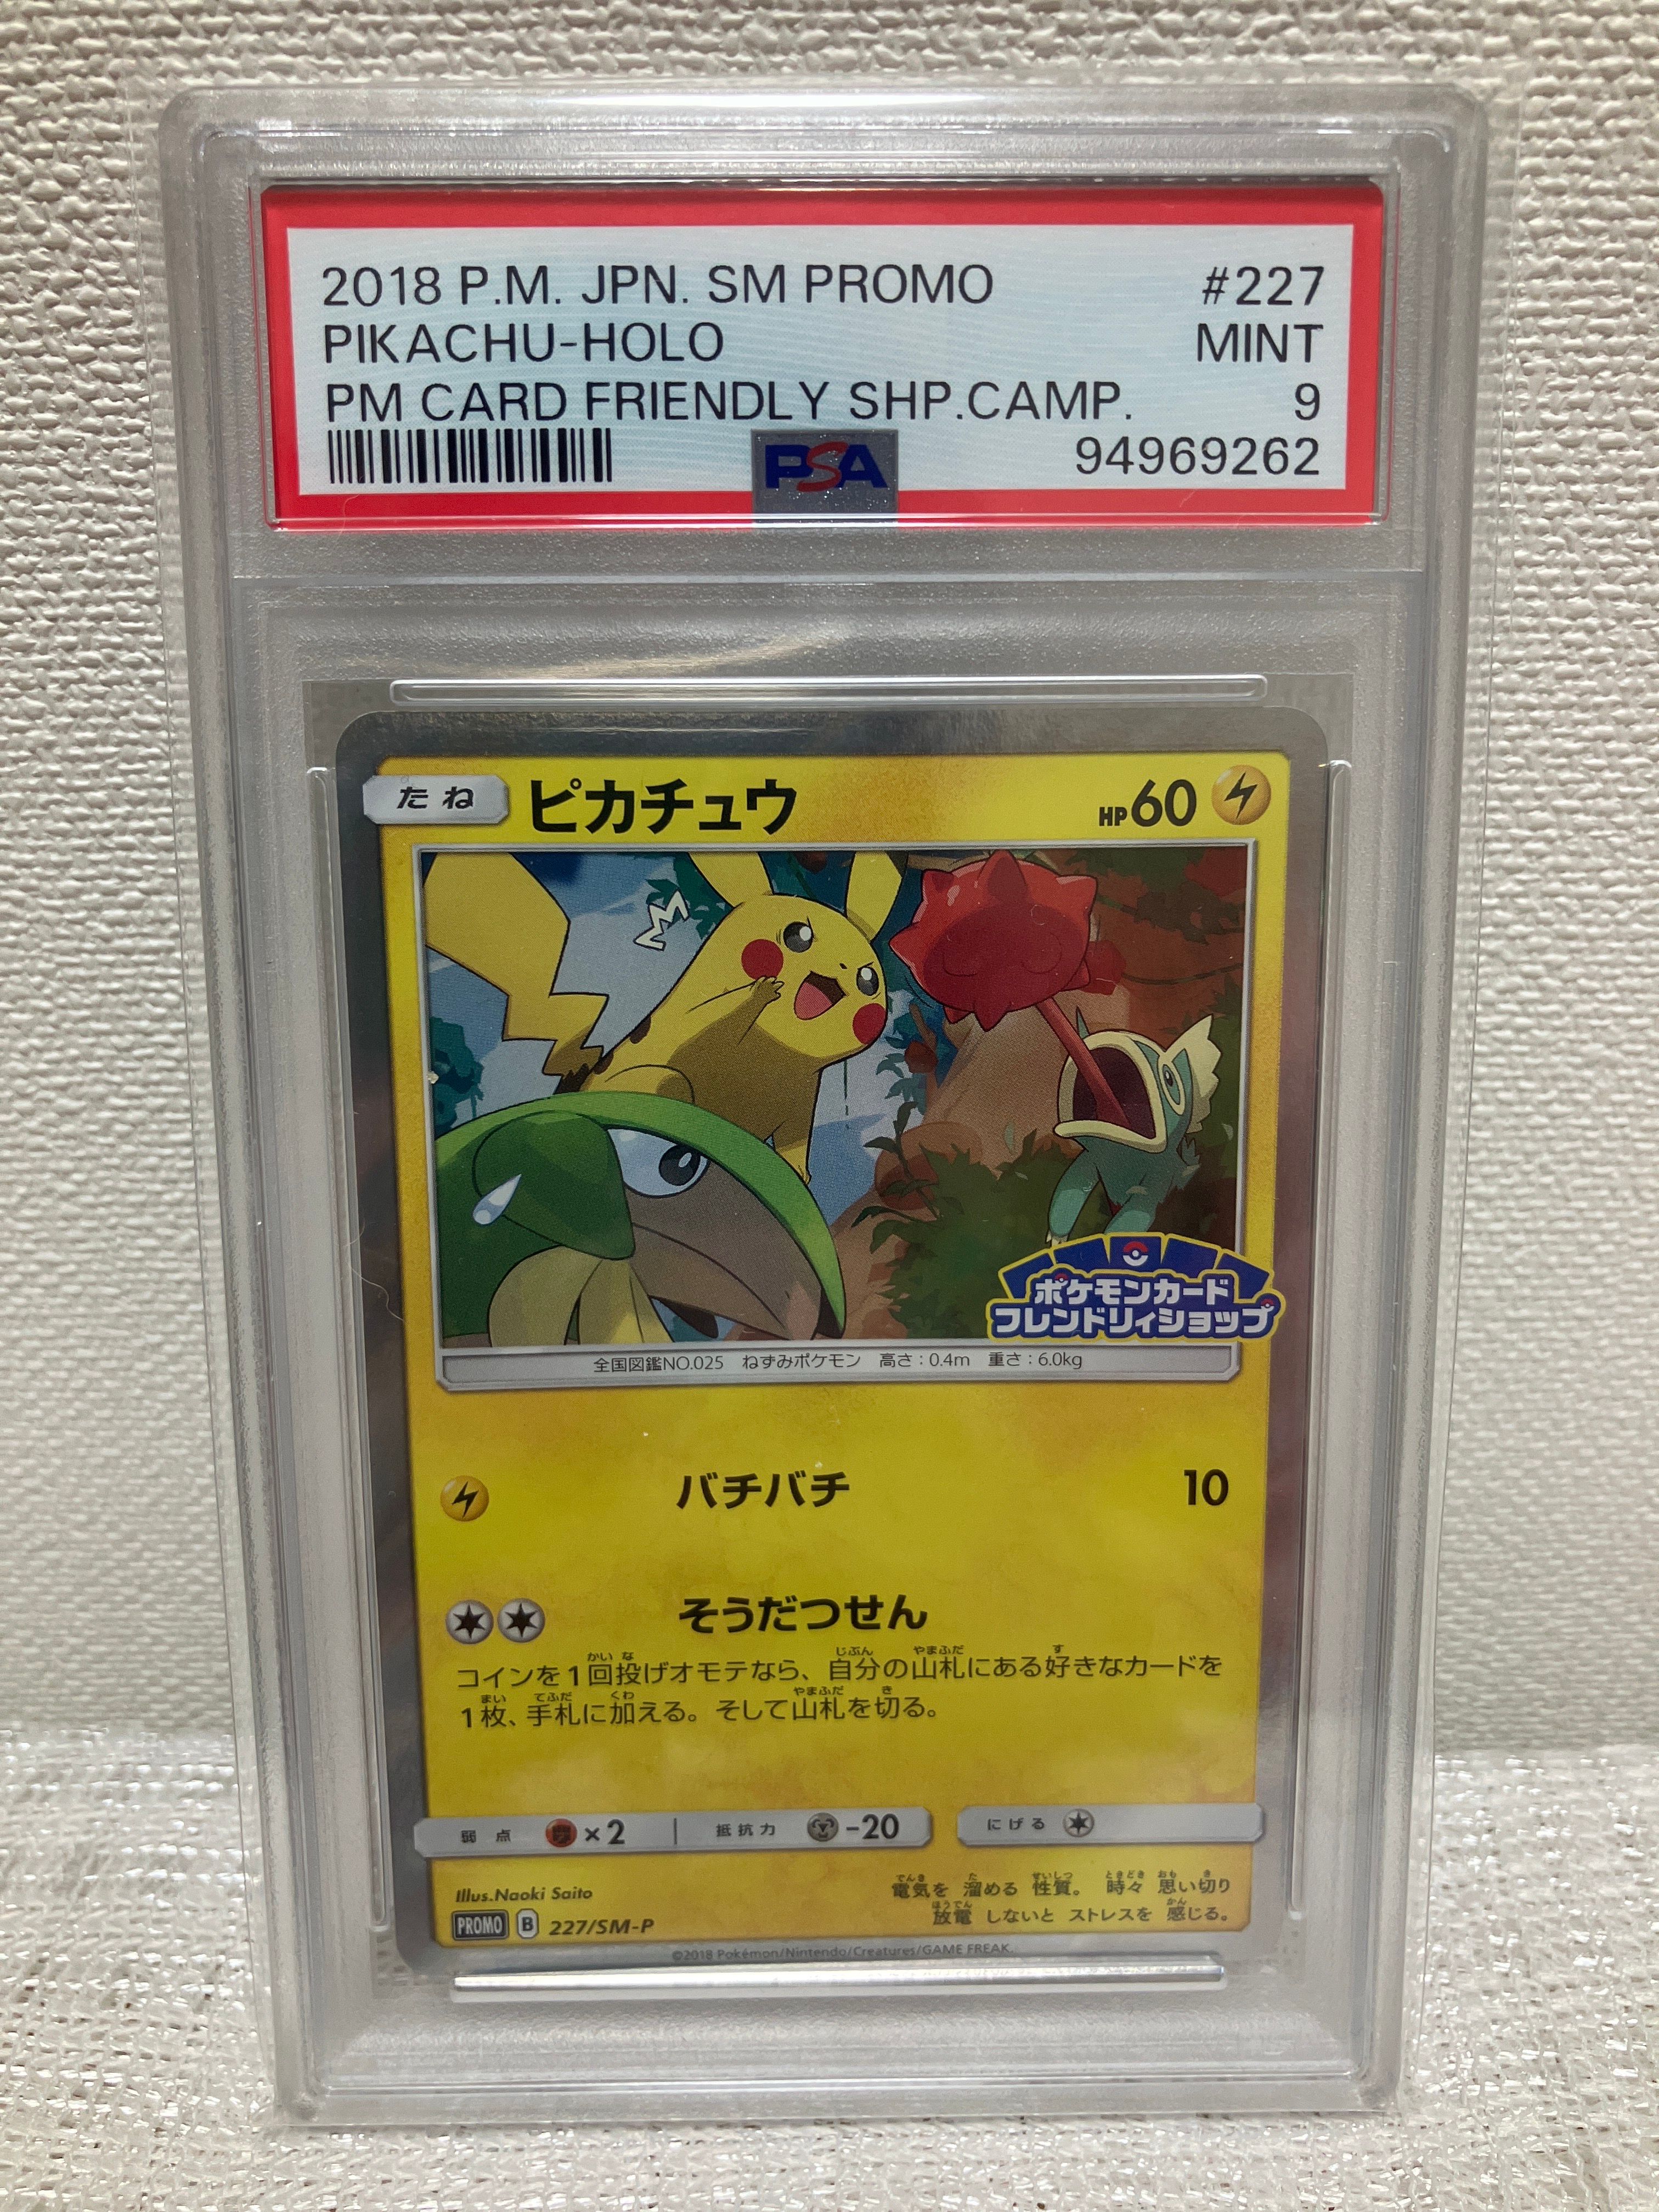 2018 P.M. JPN. SM PROMO #227
PIKACHU-HOLO MINT
PM CARD FRIENDLY SHP.CAMP. 9
PSA 94969262
たね ピカチュウ HP60
ポケモンカード
フレンドリィショップ
全国図鑑NO.025 ねずみポケモン 高さ：0.4m 重さ：6.0kg
バチバチ 10
そうだつせん
コインを1回投げオモテなら、自分の山札にある好きなカードを
1枚、手札に加える。そして山札を切る。
弱点 ×2 抵抗力 -20 にげる
Illus.Naoki Saito
電気を 溜める 性質。 時々 思い切り
放電 しないと ストレスを 感じる。
PROMO B 227/SM-P
©2018 Pokémon/Nintendo/Creatures/GAME FREAK.